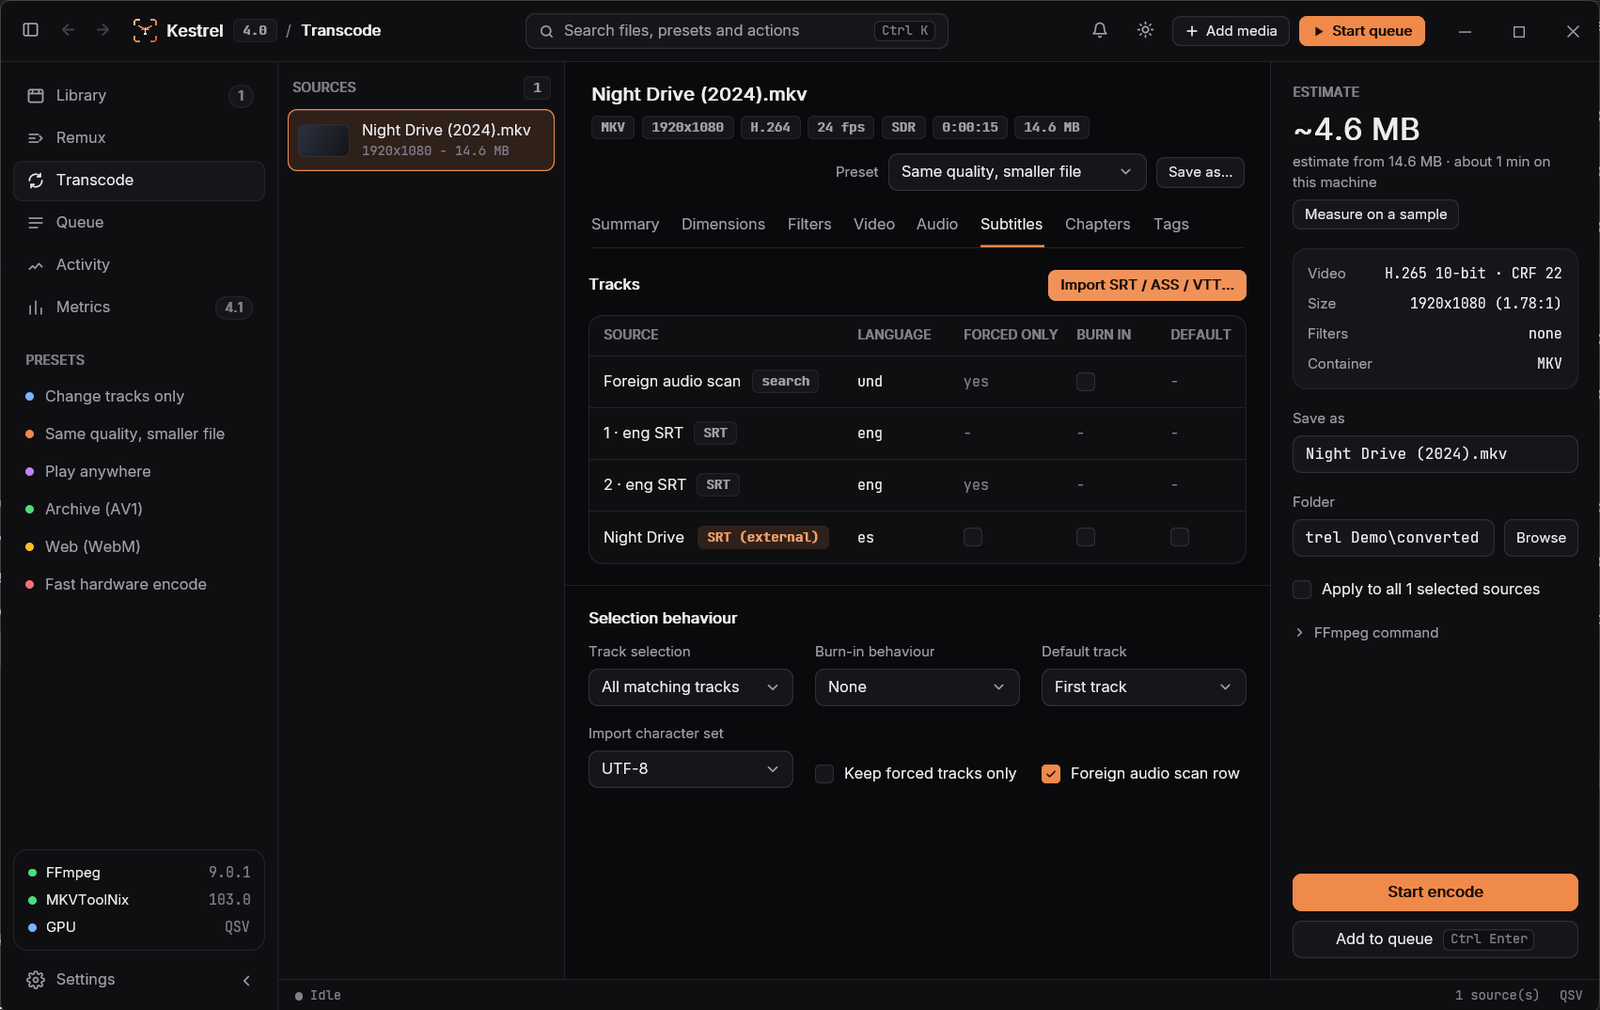 Kestrel 4.0 / Transcode
Search files, presets and actions Ctrl K
Add media
Start queue
Library 1
Remux
Transcode
Queue
Activity
Metrics 4.1
PRESETS
Change tracks only
Same quality, smaller file
Play anywhere
Archive (AV1)
Web (WebM)
Fast hardware encode
FFmpeg 9.0.1
MKVToolNix 103.0
GPU QSV
Settings
SOURCES 1
Night Drive (2024).mkv
1920x1080 - 14.6 MB
Night Drive (2024).mkv
MKV 1920x1080 H.264 24 fps SDR 0:00:15 14.6 MB
Preset Same quality, smaller file Save as...
Summary Dimensions Filters Video Audio Subtitles Chapters Tags
Tracks Import SRT / ASS / VTT...
SOURCE LANGUAGE FORCED ONLY BURN IN DEFAULT
Foreign audio scan search und yes -
1 · eng SRT SRT eng - - -
2 · eng SRT SRT eng yes - -
Night Drive SRT (external) es
Selection behaviour
Track selection Burn-in behaviour Default track
All matching tracks None First track
Import character set
UTF-8 Keep forced tracks only Foreign audio scan row
ESTIMATE
~4.6 MB
estimate from 14.6 MB · about 1 min on
this machine
Measure on a sample
Video H.265 10-bit · CRF 22
Size 1920x1080 (1.78:1)
Filters none
Container MKV
Save as
Night Drive (2024).mkv
Folder
trel Demo\converted Browse
Apply to all 1 selected sources
FFmpeg command
Start encode
Add to queue Ctrl Enter
Idle 1 source(s) QSV